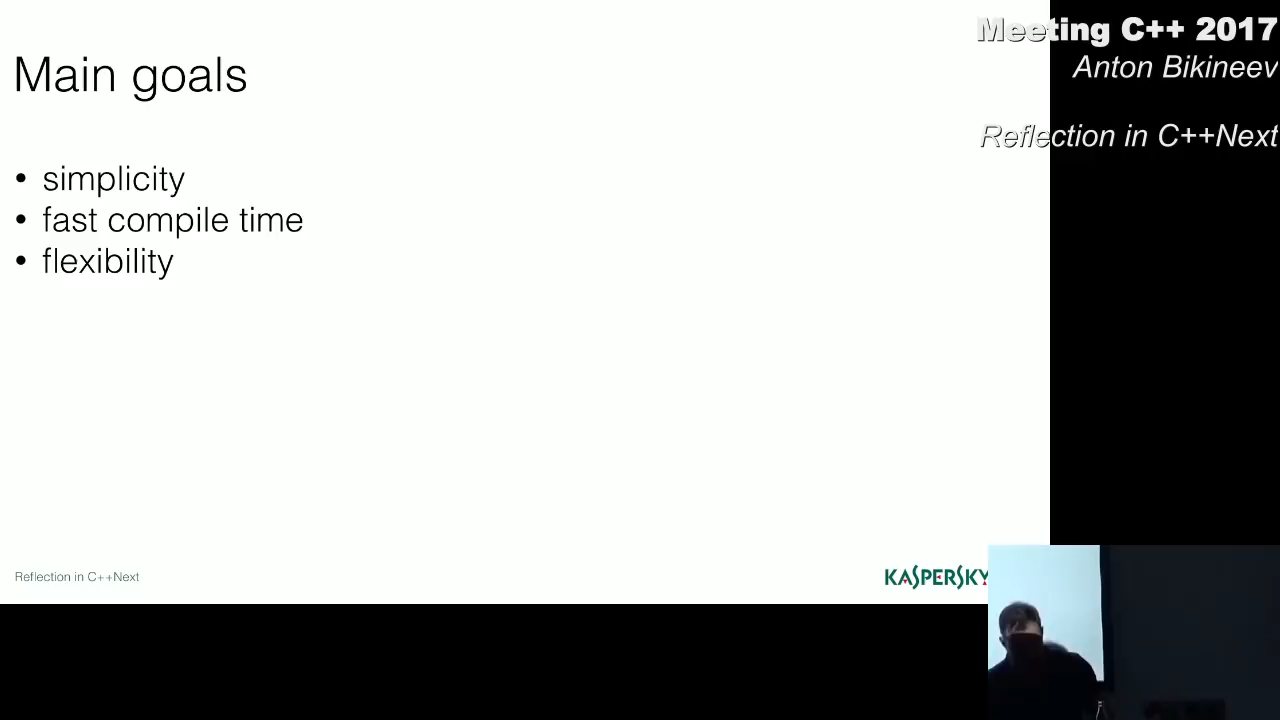 Meeting C++ 2017
Anton Bikineev
Reflection in C++Next
Main goals
• simplicity
• fast compile time
• flexibility
Reflection in C++Next
KASPERSKY